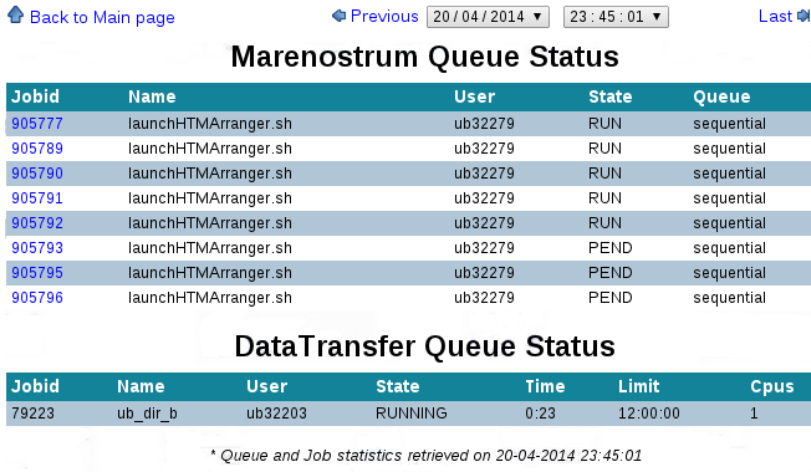 Back to Main page Previous 20 / 04 / 2014 23 : 45 : 01 Last
Marenostrum Queue Status
Jobid Name User State Queue
905777 launchHTMArranger.sh ub32279 RUN sequential
905789 launchHTMArranger.sh ub32279 RUN sequential
905790 launchHTMArranger.sh ub32279 RUN sequential
905791 launchHTMArranger.sh ub32279 RUN sequential
905792 launchHTMArranger.sh ub32279 RUN sequential
905793 launchHTMArranger.sh ub32279 PEND sequential
905795 launchHTMArranger.sh ub32279 PEND sequential
905796 launchHTMArranger.sh ub32279 PEND sequential
DataTransfer Queue Status
Jobid Name User State Time Limit Cpus
79223 ub_dir_b ub32203 RUNNING 0:23 12:00:00 1
* Queue and Job statistics retrieved on 20-04-2014 23:45:01